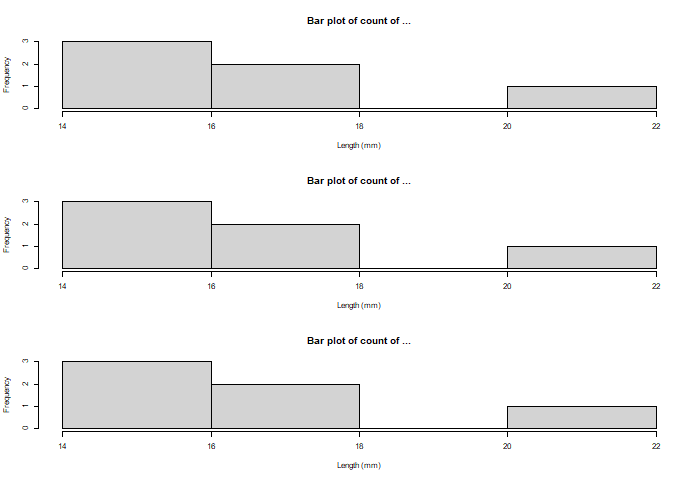 Bar plot of count of ...
Frequency
3
2
1
0
14 16 18 20 22
Length (mm)
Bar plot of count of ...
Frequency
3
2
1
0
14 16 18 20 22
Length (mm)
Bar plot of count of ...
Frequency
3
2
1
0
14 16 18 20 22
Length (mm)